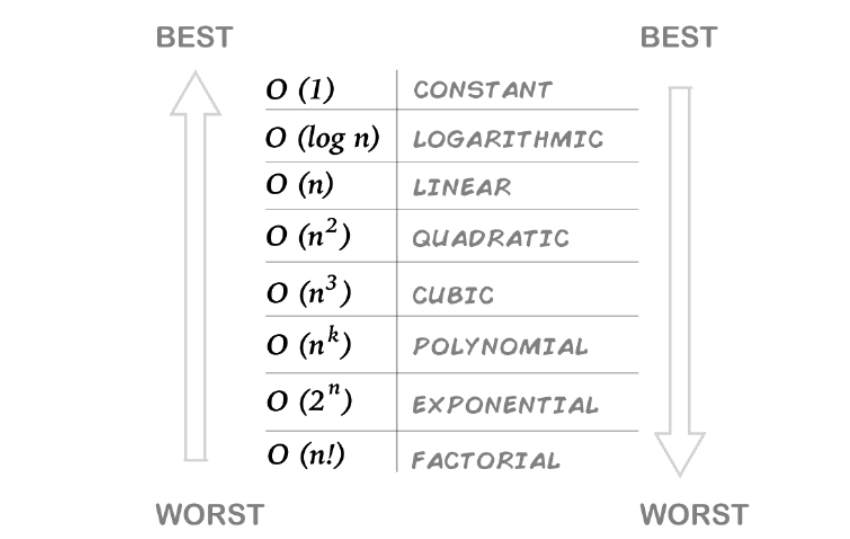 BEST BEST
O (1) CONSTANT
O (log n) LOGARITHMIC
O (n) LINEAR
O (n²) QUADRATIC
O (n³) CUBIC
O (nᵏ) POLYNOMIAL
O (2ⁿ) EXPONENTIAL
O (n!) FACTORIAL
WORST WORST